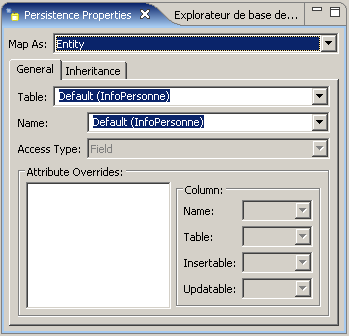 Persistence Properties Explorateur de base de...
Map As: Entity
General Inheritance
Table: Default (InfoPersonne)
Name: Default (InfoPersonne)
Access Type: Field
Attribute Overrides:
Column:
Name:
Table:
Insertable:
Updatable: